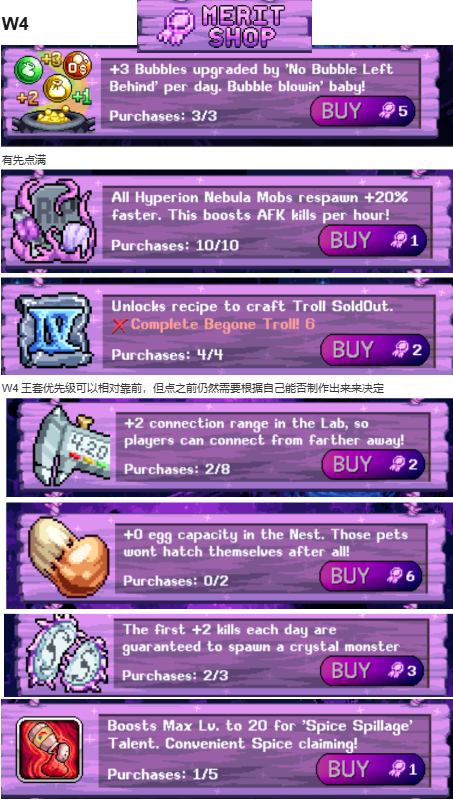 W4
MERIT
SHOP
+3
+2
+1
+3 Bubbles upgraded by 'No Bubble Left
Behind' per day. Bubble blowin' baby!
Purchases: 3/3
BUY 5
有先点满
All Hyperion Nebula Mobs respawn +20%
faster. This boosts AFK kills per hour!
Purchases: 10/10
BUY 1
IV
Unlocks recipe to craft Troll SoldOut.
Complete Begone Troll! 6
Purchases: 4/4
BUY 2
W4 王套优先级可以相对靠前，但点之前仍然需要根据自己能否制作出来来决定
4.20
+2 connection range in the Lab, so
players can connect from farther away!
Purchases: 2/8
BUY 2
+0 egg capacity in the Nest. Those pets
wont hatch themselves after all!
Purchases: 0/2
BUY 6
The first +2 kills each day are
guaranteed to spawn a crystal monster
Purchases: 2/3
BUY 3
Boosts Max Lv. to 20 for 'Spice Spillage'
Talent. Convenient Spice claiming!
Purchases: 1/5
BUY 1